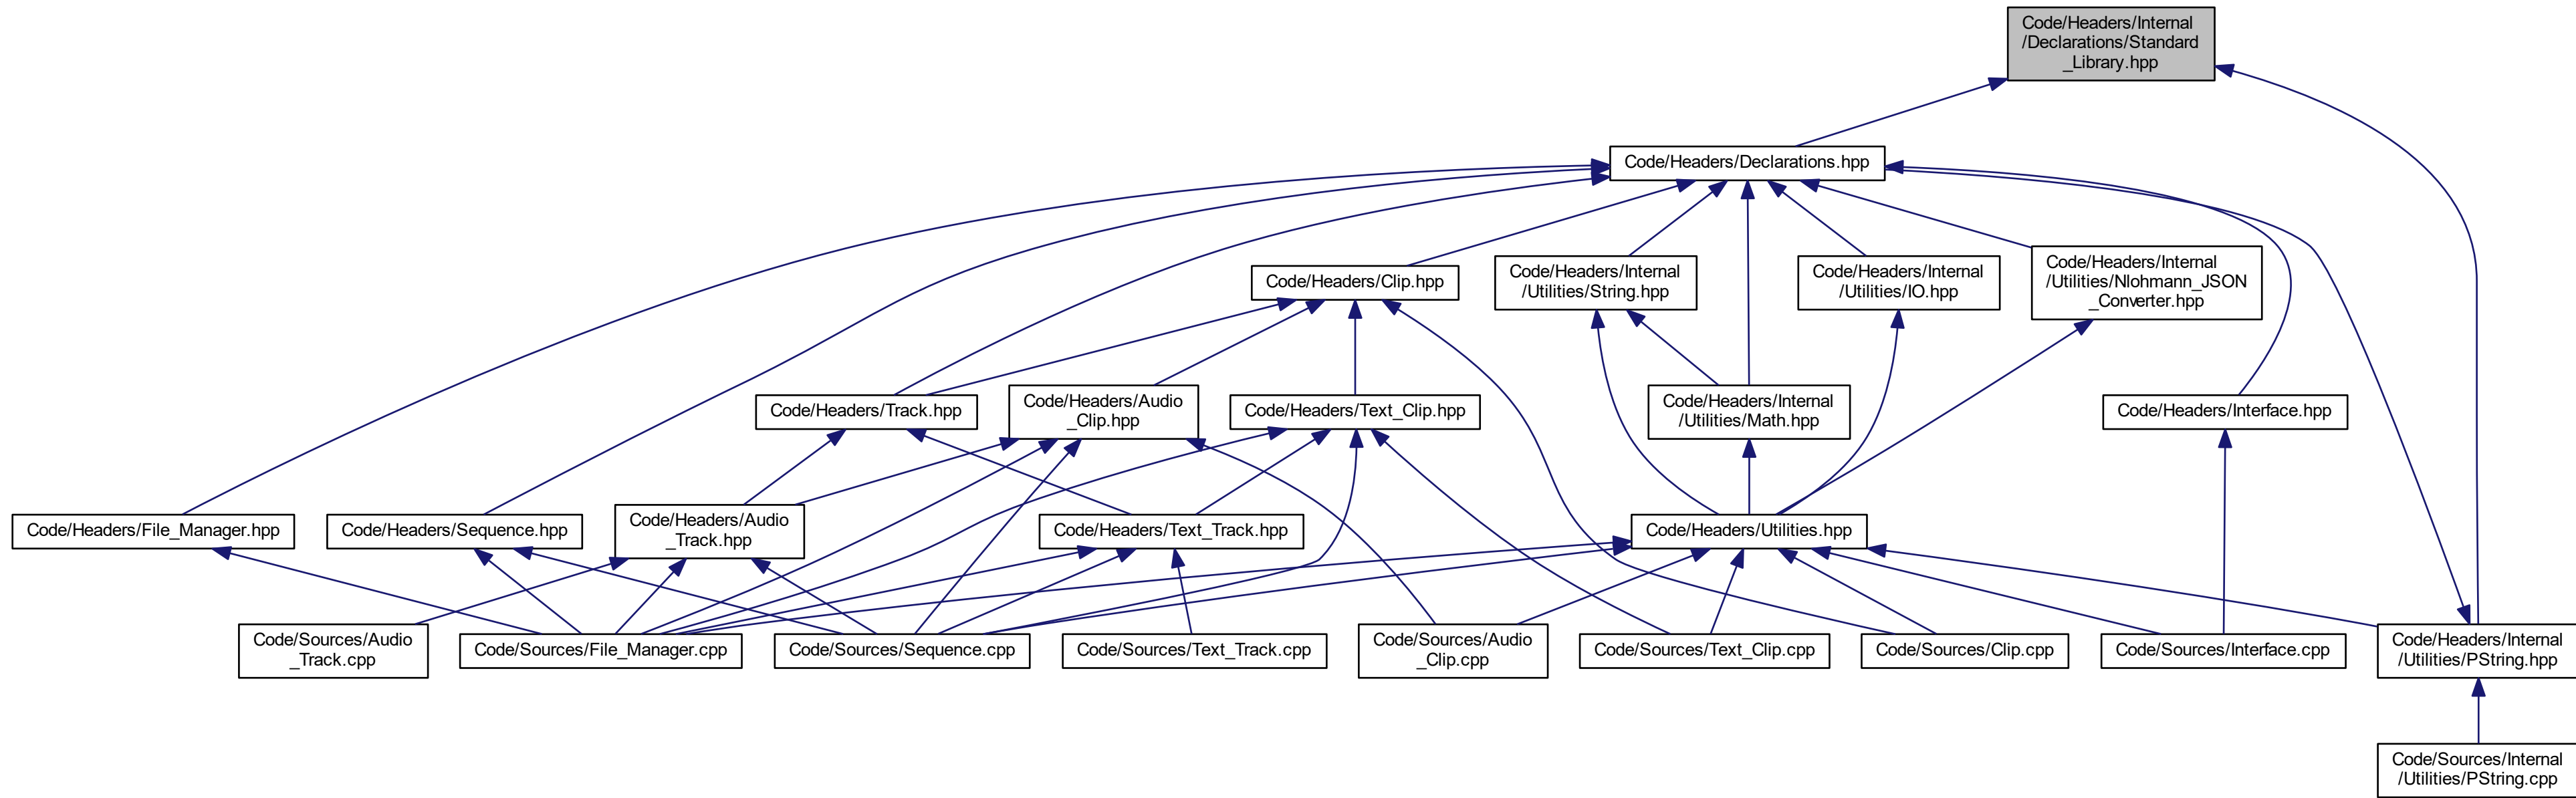 Code/Headers/Internal
/Declarations/Standard
_Library.hpp
Code/Headers/Declarations.hpp
Code/Headers/Clip.hpp
Code/Headers/Internal
/Utilities/String.hpp
Code/Headers/Internal
/Utilities/IO.hpp
Code/Headers/Internal
/Utilities/Nlohmann_JSON
_Converter.hpp
Code/Headers/Track.hpp
Code/Headers/Audio
_Clip.hpp
Code/Headers/Text_Clip.hpp
Code/Headers/Internal
/Utilities/Math.hpp
Code/Headers/Interface.hpp
Code/Headers/File_Manager.hpp
Code/Headers/Sequence.hpp
Code/Headers/Audio
_Track.hpp
Code/Headers/Text_Track.hpp
Code/Headers/Utilities.hpp
Code/Sources/Audio
_Track.cpp
Code/Sources/File_Manager.cpp
Code/Sources/Sequence.cpp
Code/Sources/Text_Track.cpp
Code/Sources/Audio
_Clip.cpp
Code/Sources/Text_Clip.cpp
Code/Sources/Clip.cpp
Code/Sources/Interface.cpp
Code/Headers/Internal
/Utilities/PString.hpp
Code/Sources/Internal
/Utilities/PString.cpp